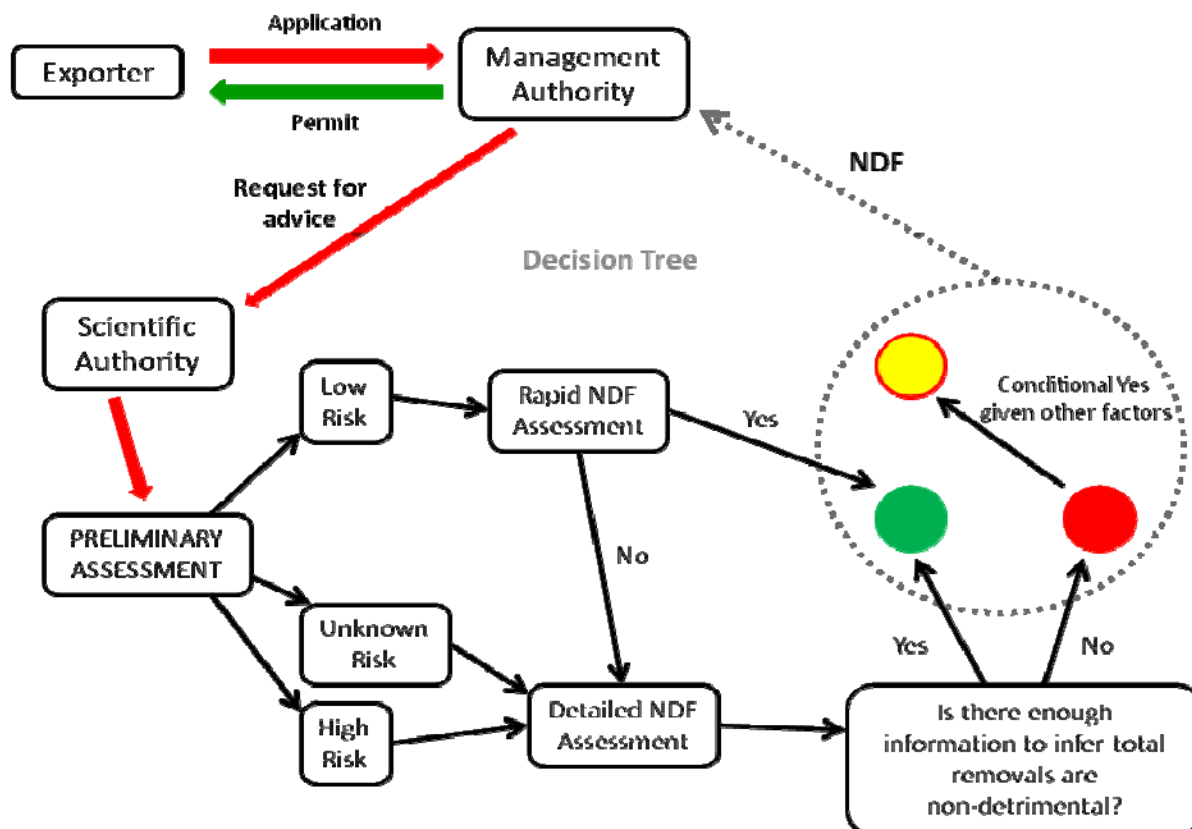 Application
Exporter
Management
Authority
Permit
NDF
Request for
advice
Decision Tree
Scientific
Authority
Low
Risk
Rapid NDF
Assessment
Yes
Conditional Yes
given other factors
PRELIMINARY
ASSESSMENT
No
Unknown
Risk
Yes
No
High
Risk
Detailed NDF
Assessment
Is there enough
information to infer total
removals are
non-detrimental?